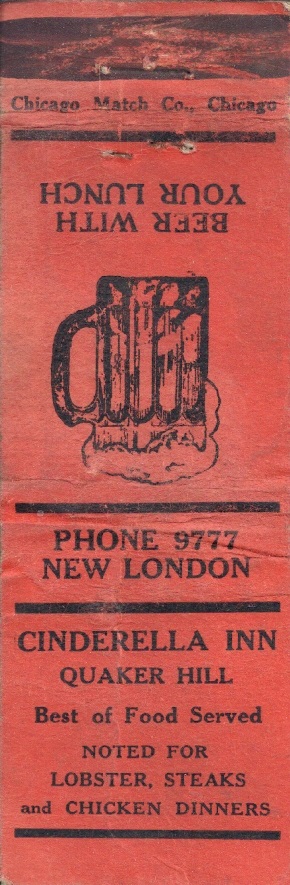 Chicago Match Co., Chicago
BEER WITH
YOUR LUNCH
PHONE 9777
NEW LONDON
CINDERELLA INN
QUAKER HILL
Best of Food Served
NOTED FOR
LOBSTER, STEAKS
and CHICKEN DINNERS